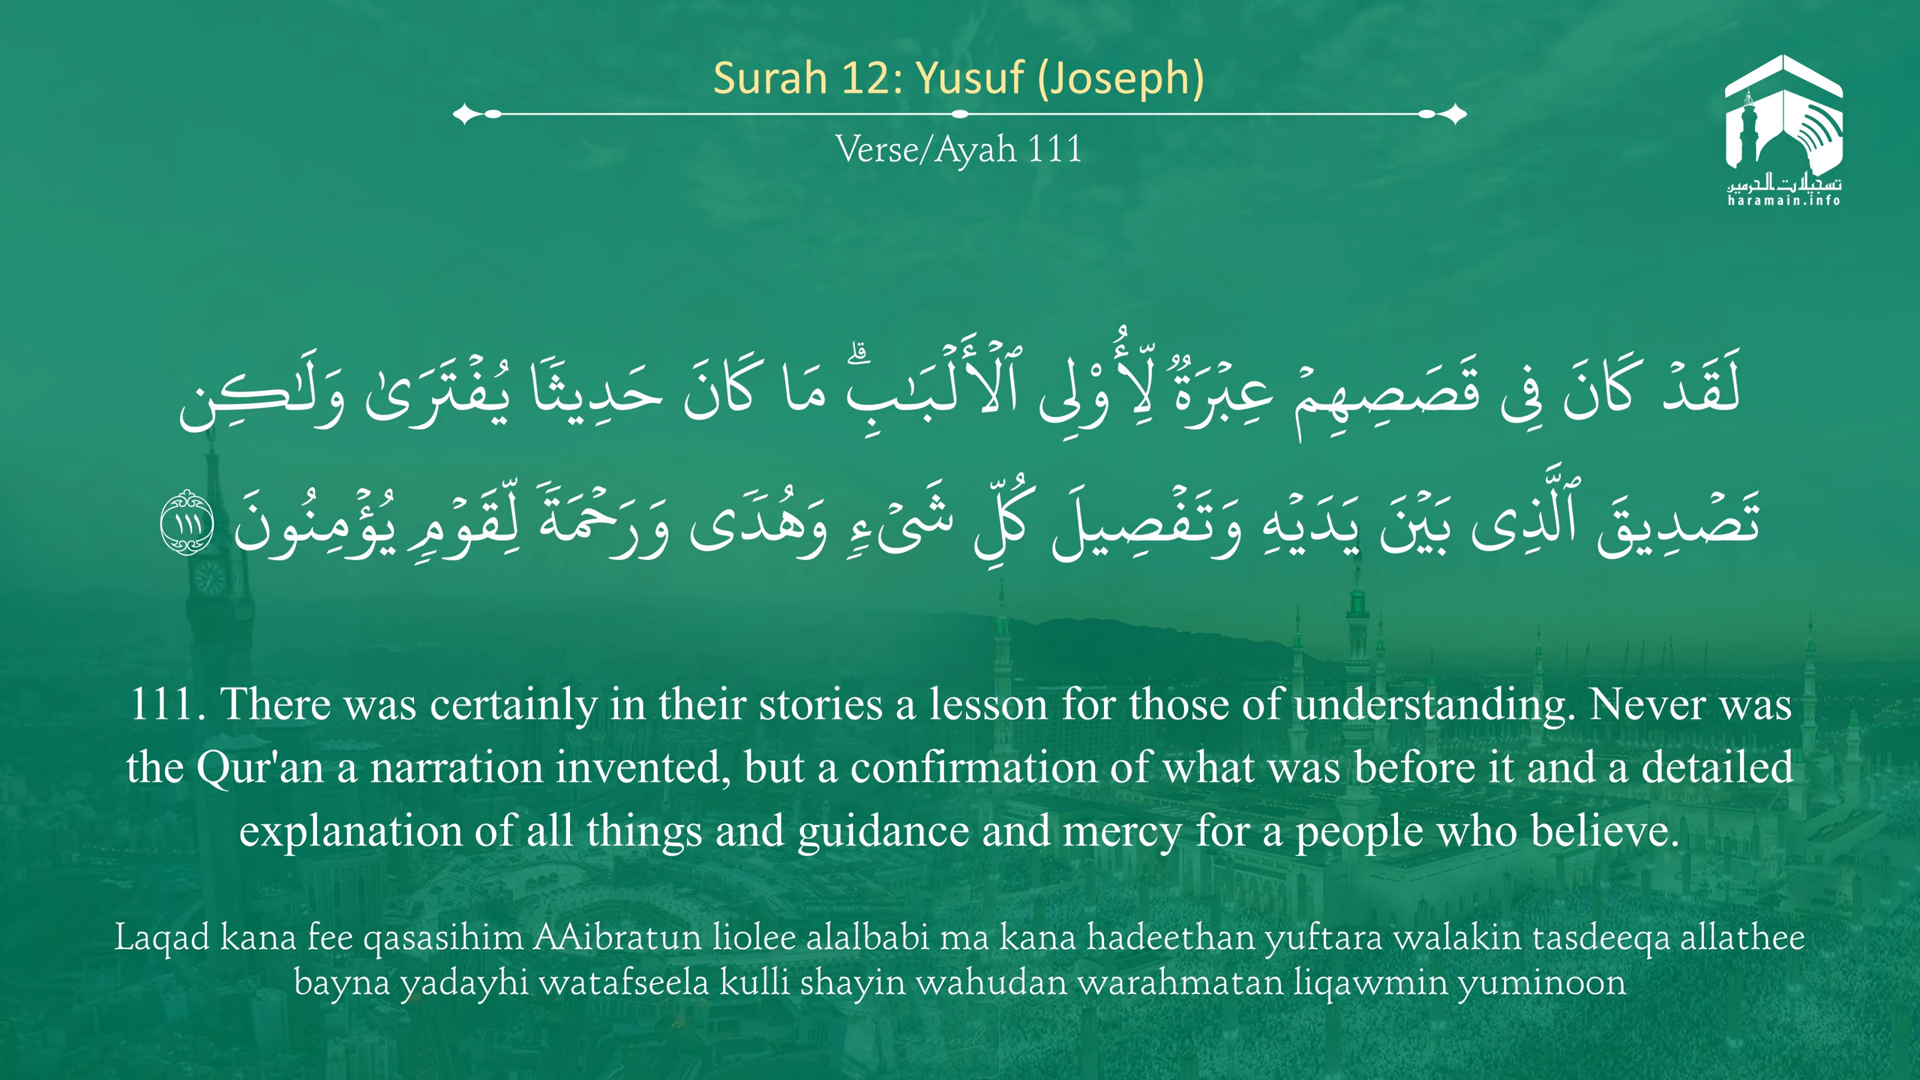 Surah 12: Yusuf (Joseph)
Verse/Ayah 111
تسجيلات الحرمين
haramain.info
لَقَدۡ كَانَ فِى قَصَصِهِمۡ عِبۡرَةٌ لِّأُوْلِى ٱلۡأَلۡبَـٰبِ‌ۗ مَا كَانَ حَدِيثًا يُفۡتَرَىٰ وَلَـٰڪِن
تَصۡدِيقَ ٱلَّذِى بَيۡنَ يَدَيۡهِ وَتَفۡصِيلَ كُلِّ شَىۡءٍ وَهُدًى وَرَحۡمَةً لِّقَوۡمٍ يُؤۡمِنُونَ ١١١
111. There was certainly in their stories a lesson for those of understanding. Never was
the Qur'an a narration invented, but a confirmation of what was before it and a detailed
explanation of all things and guidance and mercy for a people who believe.
Laqad kana fee qasasihim AAibratun liolee alalbabi ma kana hadeethan yuftara walakin tasdeeqa allathee
bayna yadayhi watafseela kulli shayin wahudan warahmatan liqawmin yuminoon